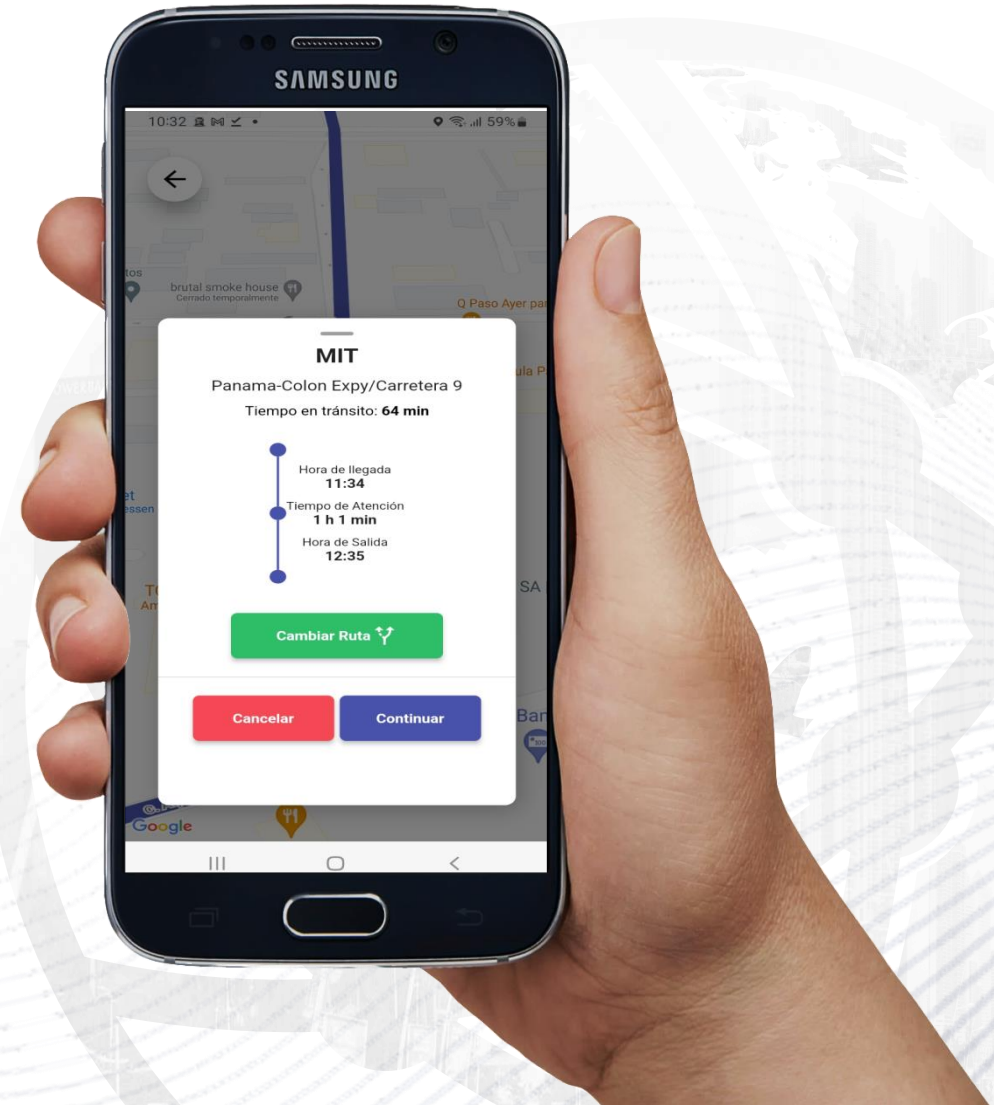 SAMSUNG
10:32
59%
brutal smoke house
Cerrado temporalmente
Q Paso Ayer par
MIT
Panama-Colon Expy/Carretera 9
Tiempo en tránsito: 64 min
Hora de llegada
11:34
Tiempo de Atención
1 h 1 min
Hora de Salida
12:35
SA
Cambiar Ruta
Cancelar
Continuar
Google